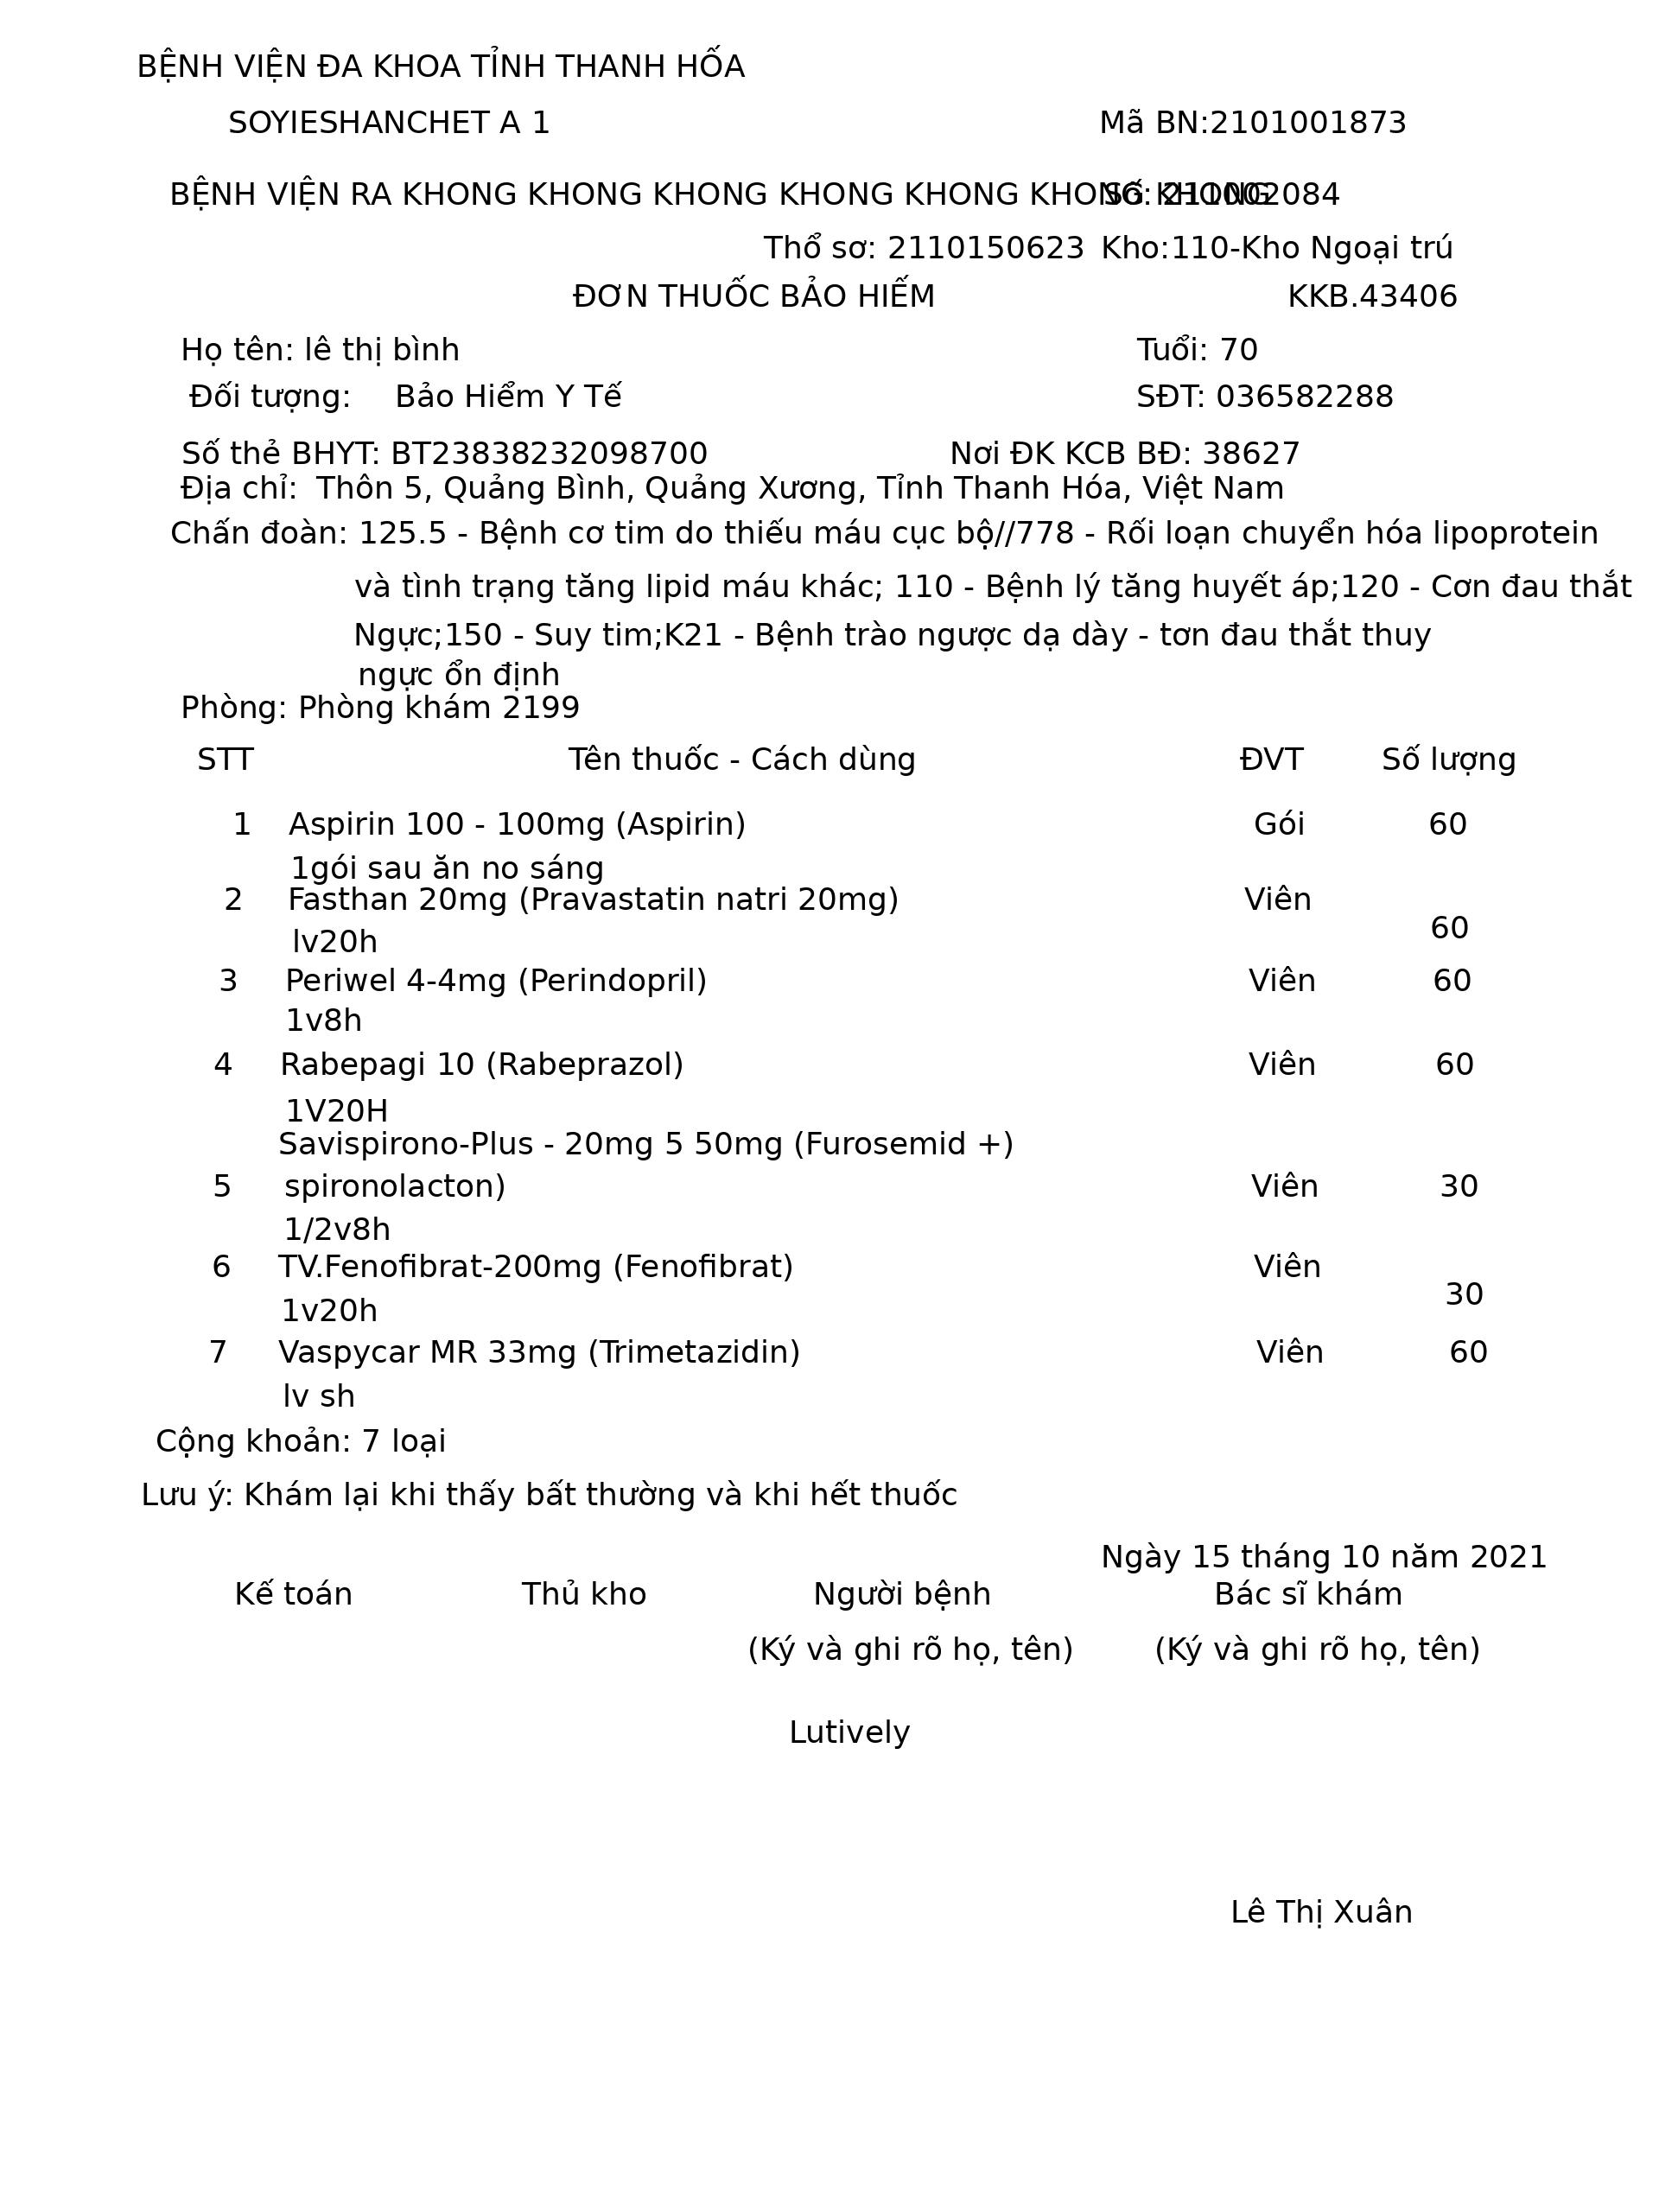 BỆNH VIỆN ĐA KHOA TỈNH THANH HỐA
SOYIESHANCHET A 1 Mã BN:2101001873
BỆNH VIỆN RA KHONG KHONG KHONG KHONG KHONG KHONG KHONG Số: 211002084
Thổ sơ: 2110150623 Kho:110-Kho Ngoại trú
ĐƠN THUỐC BẢO HIẾM KKB.43406
Họ tên: lê thị bình Tuổi: 70
Đối tượng: Bảo Hiểm Y Tế SĐT: 036582288
Số thẻ BHYT: BT23838232098700 Nơi ĐK KCB BĐ: 38627
Địa chỉ: Thôn 5, Quảng Bình, Quảng Xương, Tỉnh Thanh Hóa, Việt Nam
Chấn đoàn: 125.5 - Bệnh cơ tim do thiếu máu cục bộ//778 - Rối loạn chuyển hóa lipoprotein
và tình trạng tăng lipid máu khác; 110 - Bệnh lý tăng huyết áp;120 - Cơn đau thắt
Ngực;150 - Suy tim;K21 - Bệnh trào ngược dạ dày - tơn đau thắt thuy
ngực ổn định
Phòng: Phòng khám 2199
STT Tên thuốc - Cách dùng ĐVT Số lượng
1 Aspirin 100 - 100mg (Aspirin) Gói 60
1gói sau ăn no sáng
2 Fasthan 20mg (Pravastatin natri 20mg) Viên 60
lv20h
3 Periwel 4-4mg (Perindopril) Viên 60
1v8h
4 Rabepagi 10 (Rabeprazol) Viên 60
1V20H
Savispirono-Plus - 20mg 5 50mg (Furosemid +)
5 spironolacton) Viên 30
1/2v8h
6 TV.Fenofibrat-200mg (Fenofibrat) Viên 30
1v20h
7 Vaspycar MR 33mg (Trimetazidin) Viên 60
lv sh
Cộng khoản: 7 loại
Lưu ý: Khám lại khi thấy bất thường và khi hết thuốc
Ngày 15 tháng 10 năm 2021
Kế toán Thủ kho Người bệnh Bác sĩ khám
(Ký và ghi rõ họ, tên) (Ký và ghi rõ họ, tên)
Lutively
Lê Thị Xuân